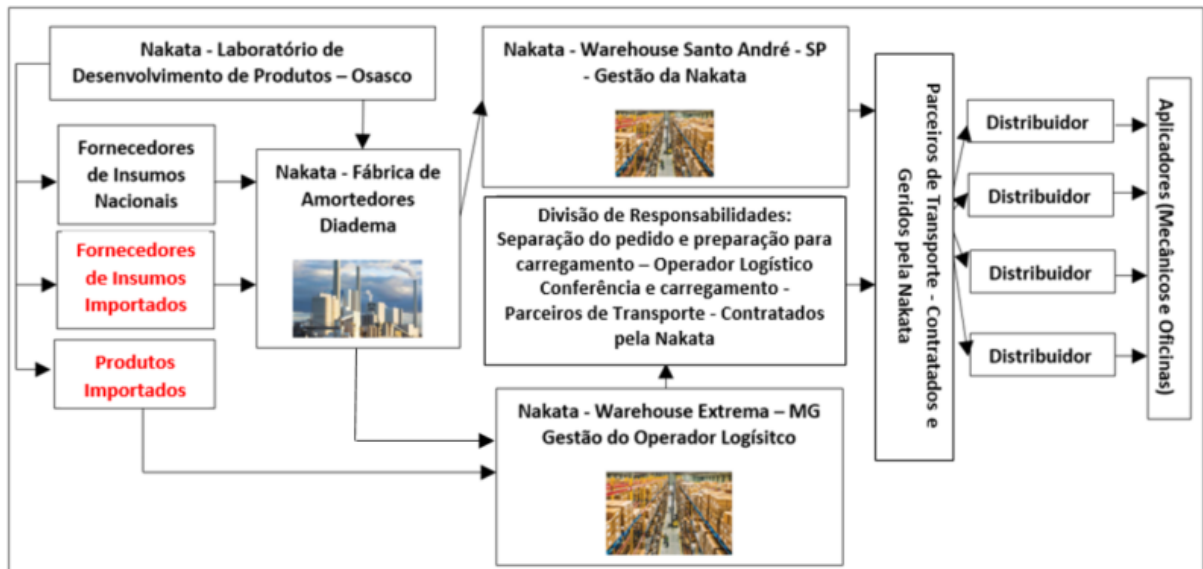 Nakata - Laboratório de
Desenvolvimento de Produtos – Osasco
Fornecedores
de Insumos
Nacionais
Fornecedores
de Insumos
Importados
Produtos
Importados
Nakata - Fábrica de
Amortedores
Diadema
Nakata - Warehouse Santo André - SP
- Gestão da Nakata
Divisão de Responsabilidades:
Separação do pedido e preparação para
carregamento – Operador Logístico
Conferência e carregamento -
Parceiros de Transporte - Contratados
pela Nakata
Nakata - Warehouse Extrema – MG
Gestão do Operador Logísitco
Parceiros de Transporte - Contratados e
Geridos pela Nakata
Distribuidor
Distribuidor
Distribuidor
Distribuidor
Aplicadores (Mecânicos e Oficinas)